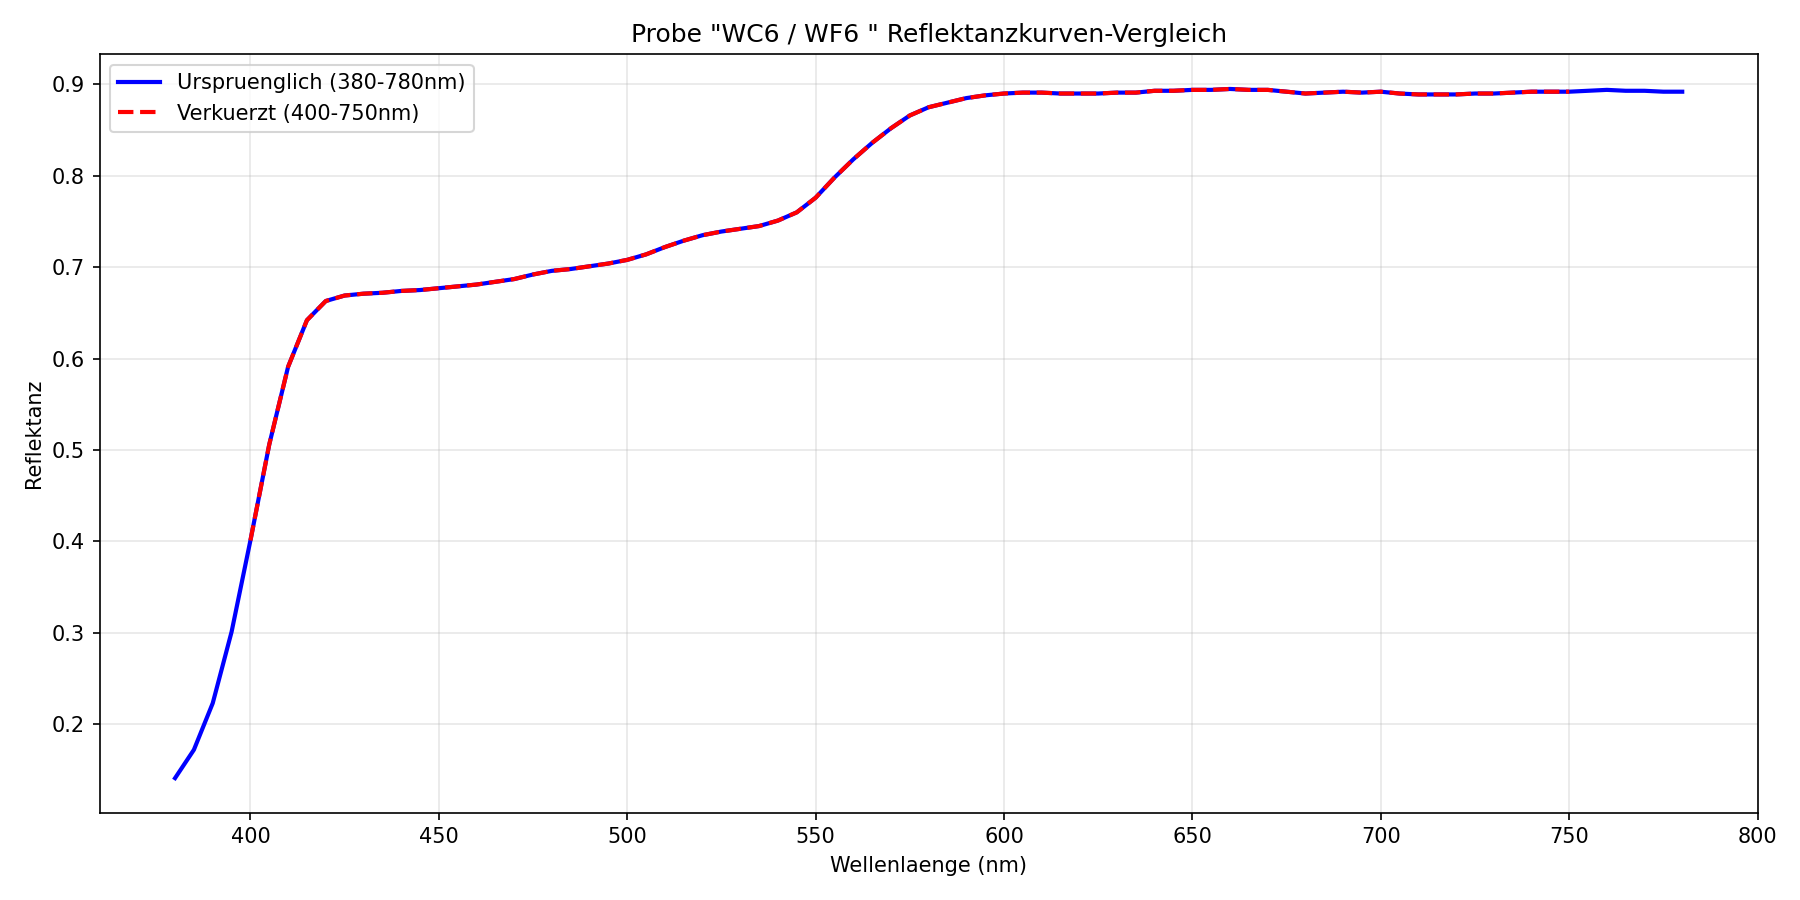 Probe "WC6 / WF6 " Reflektanzkurven-Vergleich
Urspruenglich (380-780nm)
Verkuerzt (400-750nm)
0.9
0.8
0.7
0.6
0.5
0.4
0.3
0.2
Reflektanz
400 450 500 550 600 650 700 750 800
Wellenlaenge (nm)